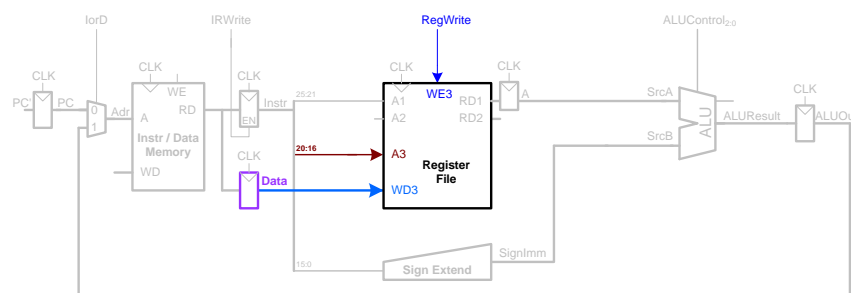 IorD
IRWrite
RegWrite
ALUControl2:0
CLK
CLK
CLK
CLK
CLK
CLK
PC'
PC
0
1
Adr
WE
A
RD
Instr / Data
Memory
WD
EN
Instr
25:21
A1
A2
WE3
RD1
RD2
A
SrcA
SrcB
ALU
ALUResult
ALUOu
20:16
A3
CLK
Data
WD3
Register
File
15:0
Sign Extend
SignImm